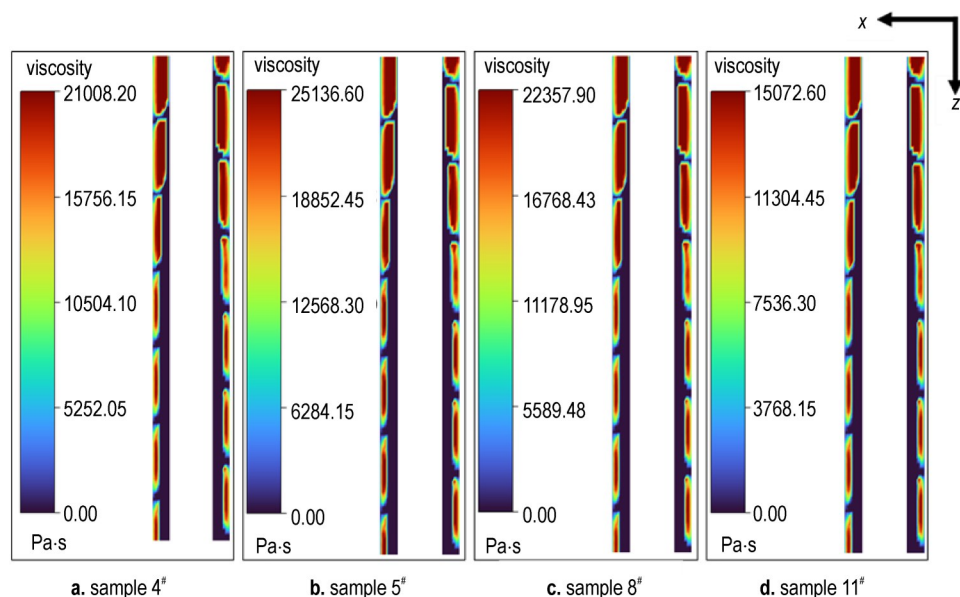 x
z
viscosity
21008.20
15756.15
10504.10
5252.05
0.00
Pa·s
viscosity
25136.60
18852.45
12568.30
6284.15
0.00
Pa·s
viscosity
22357.90
16768.43
11178.95
5589.48
0.00
Pa·s
viscosity
15072.60
11304.45
7536.30
3768.15
0.00
Pa·s
a. sample 4#
b. sample 5#
c. sample 8#
d. sample 11#